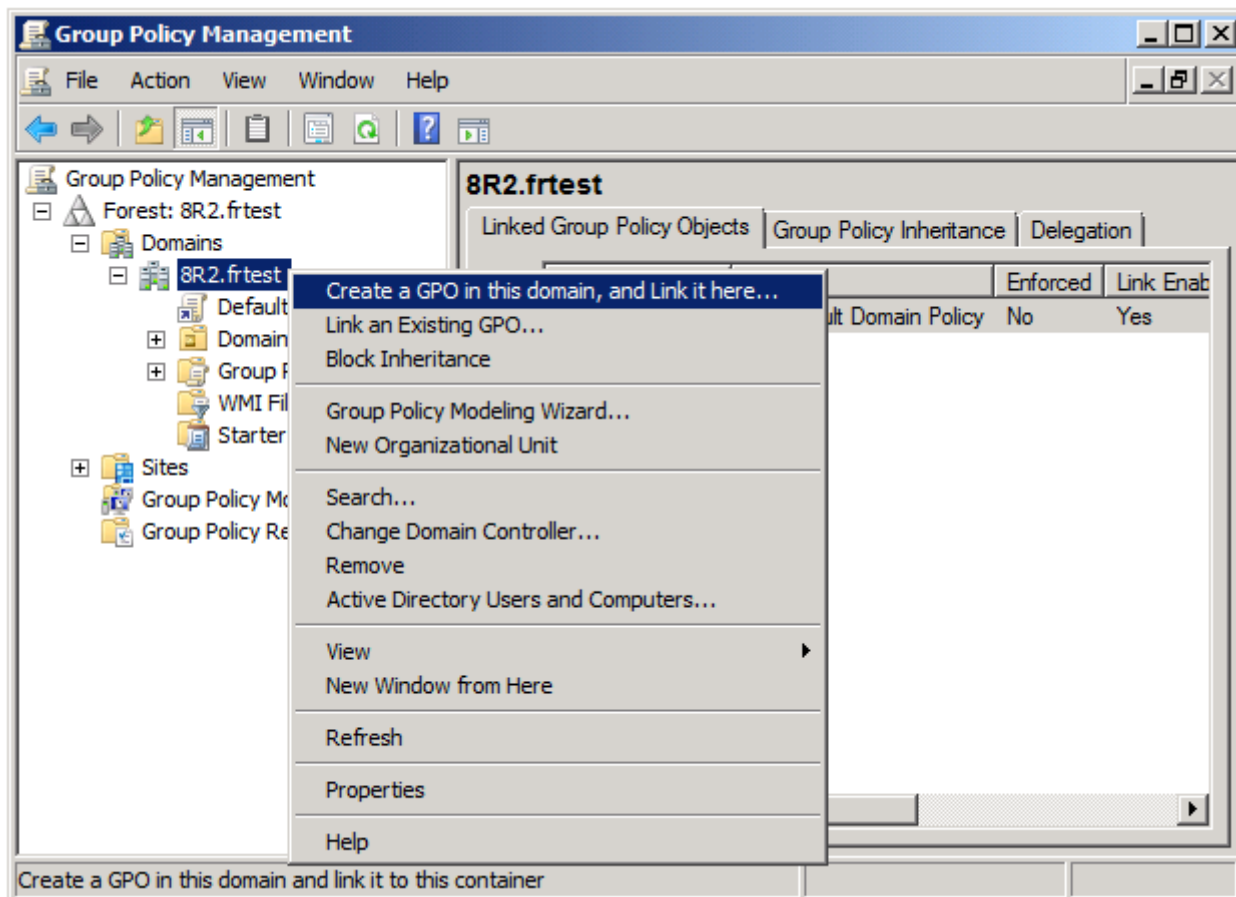 Group Policy Management
File Action View Window Help
Group Policy Management
Forest: 8R2.frtest
Domains
8R2.frtest
Default
Domain
Group
WMI
Starter
Sites
Group Policy
Group Policy
8R2.frtest
Linked Group Policy Objects Group Policy Inheritance Delegation
Enforced Link Enab
Domain Policy No Yes
Create a GPO in this domain, and Link it here...
Link an Existing GPO...
Block Inheritance
Group Policy Modeling Wizard...
New Organizational Unit
Search...
Change Domain Controller...
Remove
Active Directory Users and Computers...
View
New Window from Here
Refresh
Properties
Help
Create a GPO in this domain and link it to this container